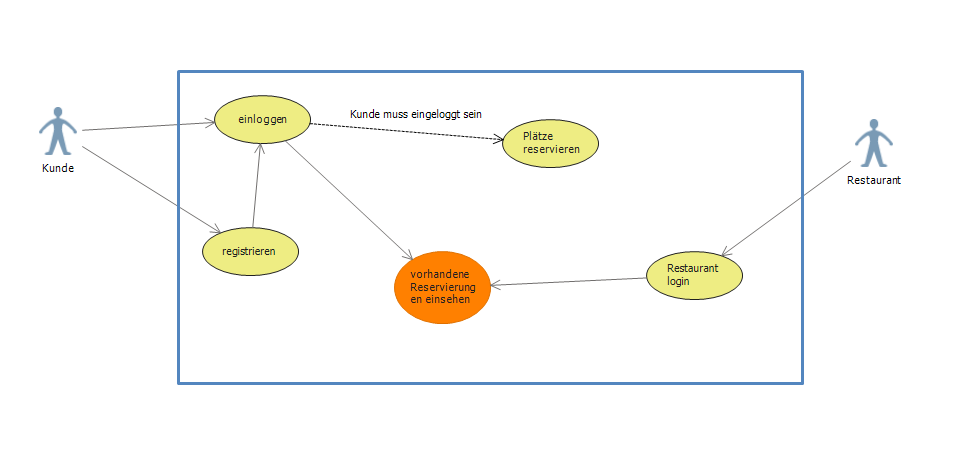 Kunde
einloggen
Kunde muss eingeloggt sein
Plätze
reservieren
Restaurant
registrieren
vorhandene
Reservierung
en einsehen
Restaurant
login